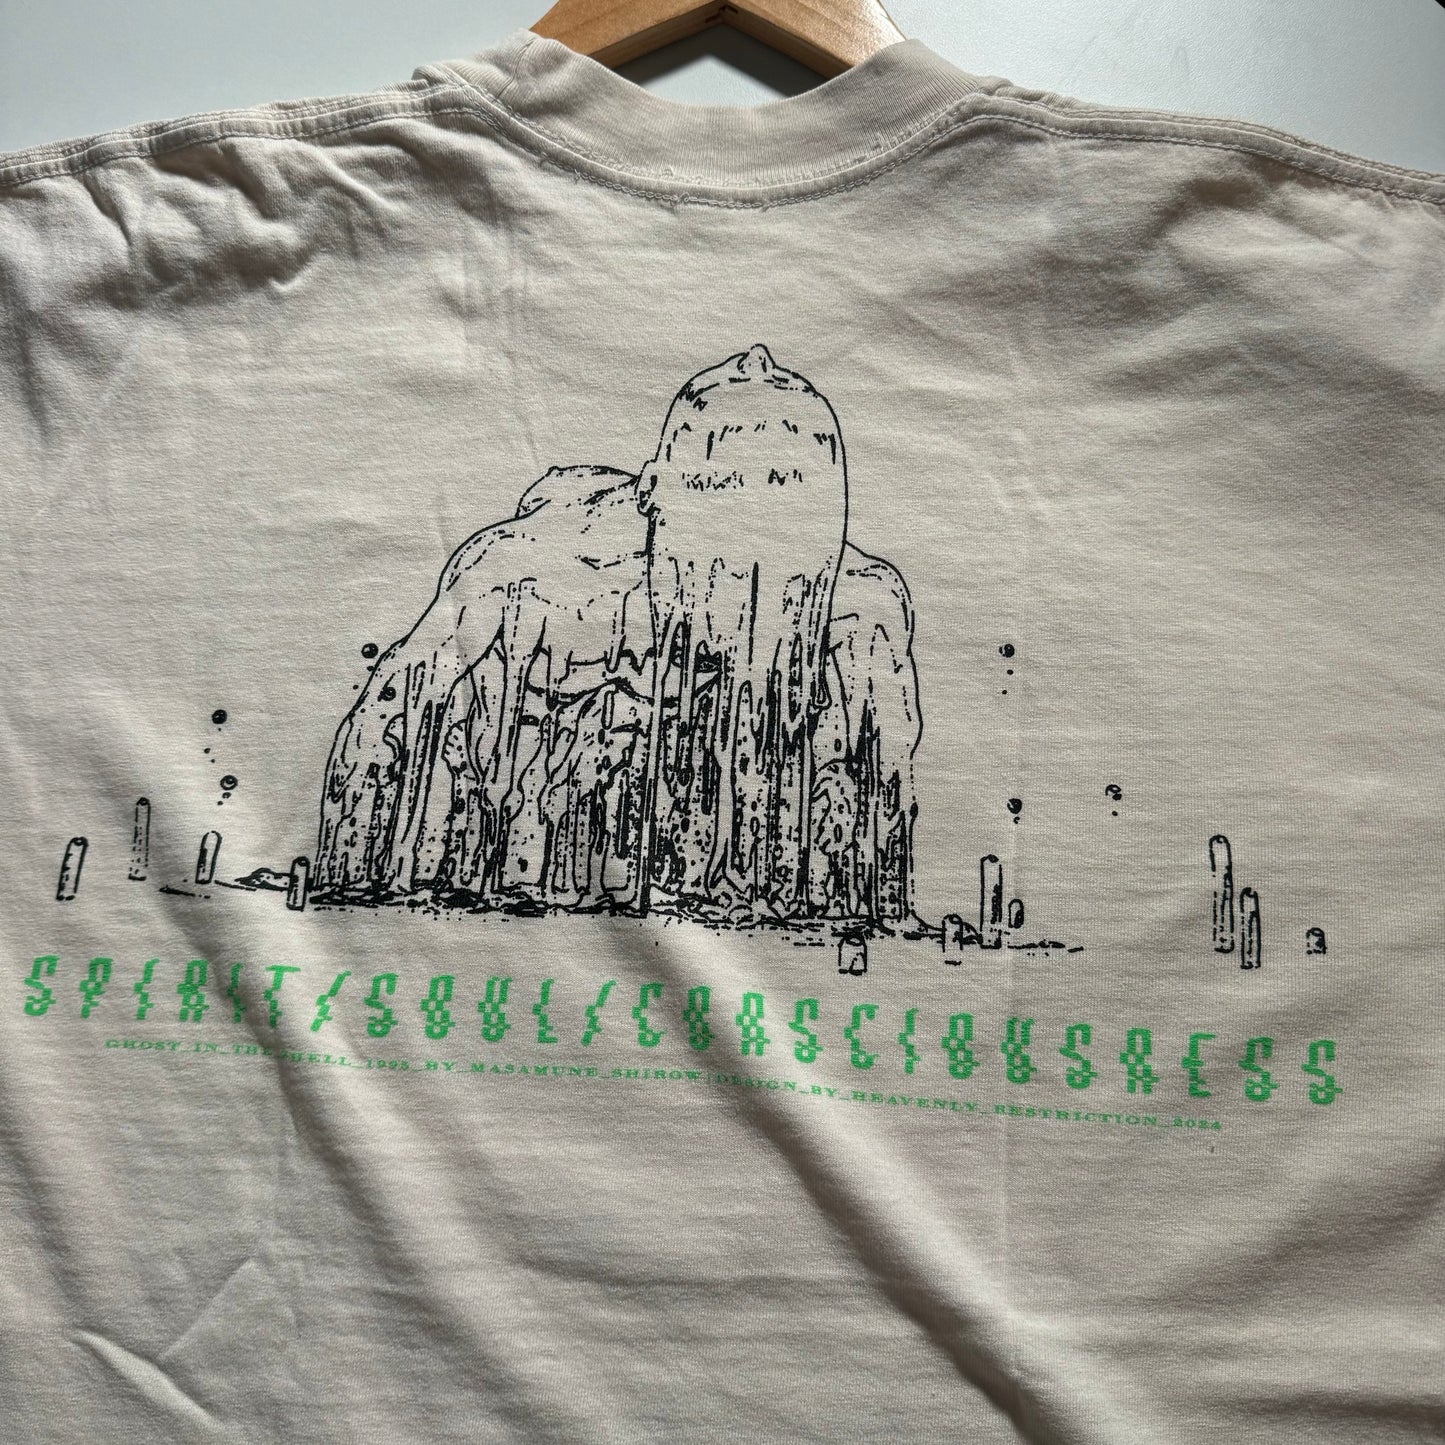 SPIRIT/SOUL/CONSCIOUSNESS
GHOST_IN_THE_SHELL_1995_BY_MASAMUNE_SHIROW|DESIGN_BY_HEAVENLY_RESTRICTION_2024